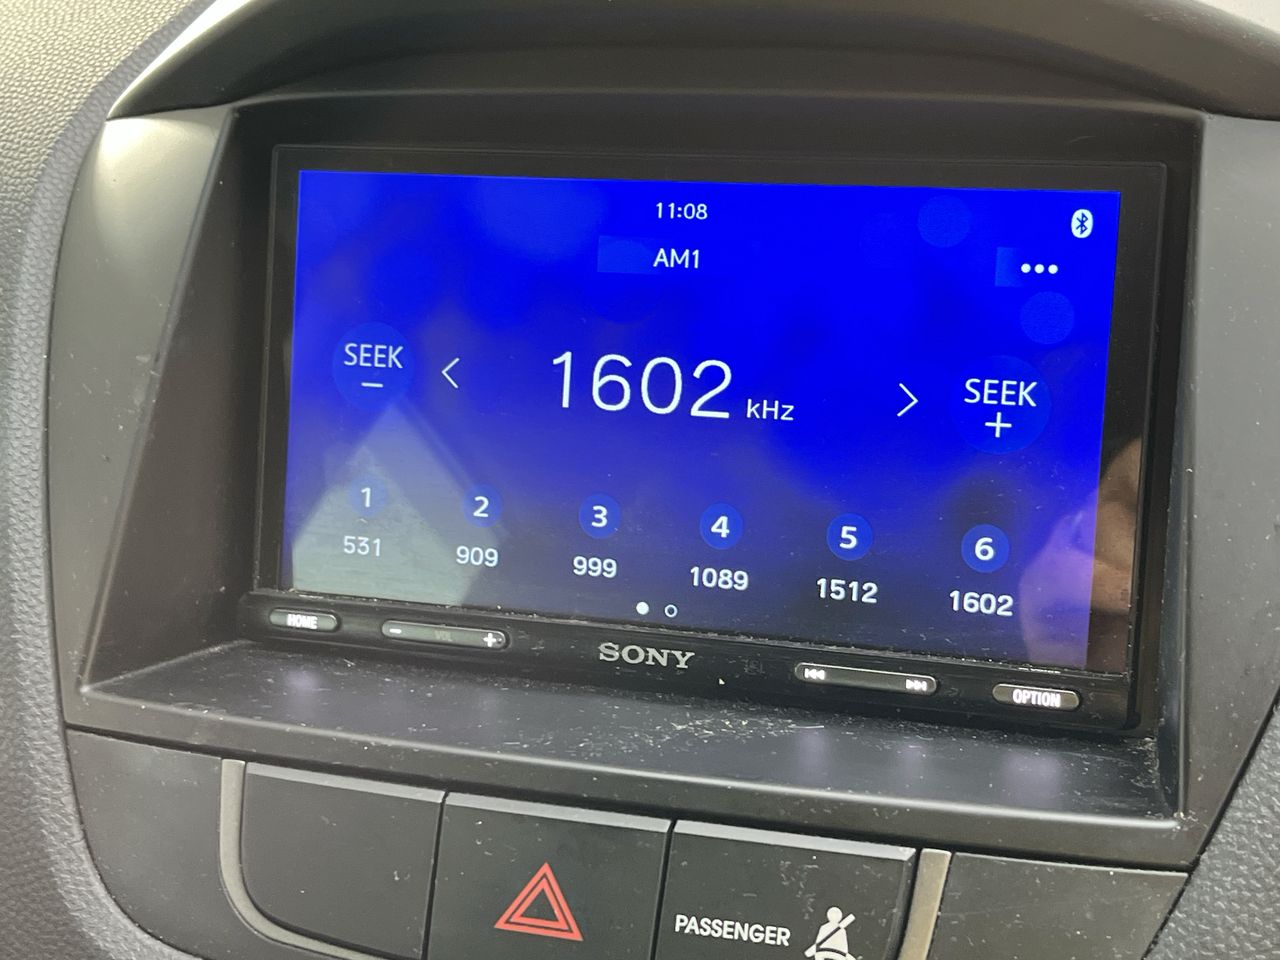 11:08
AM1
SEEK
−
1602 kHz
SEEK
+
1
2
3
4
5
6
531
909
999
1089
1512
1602
HOME
− VOL +
SONY
OPTION
PASSENGER